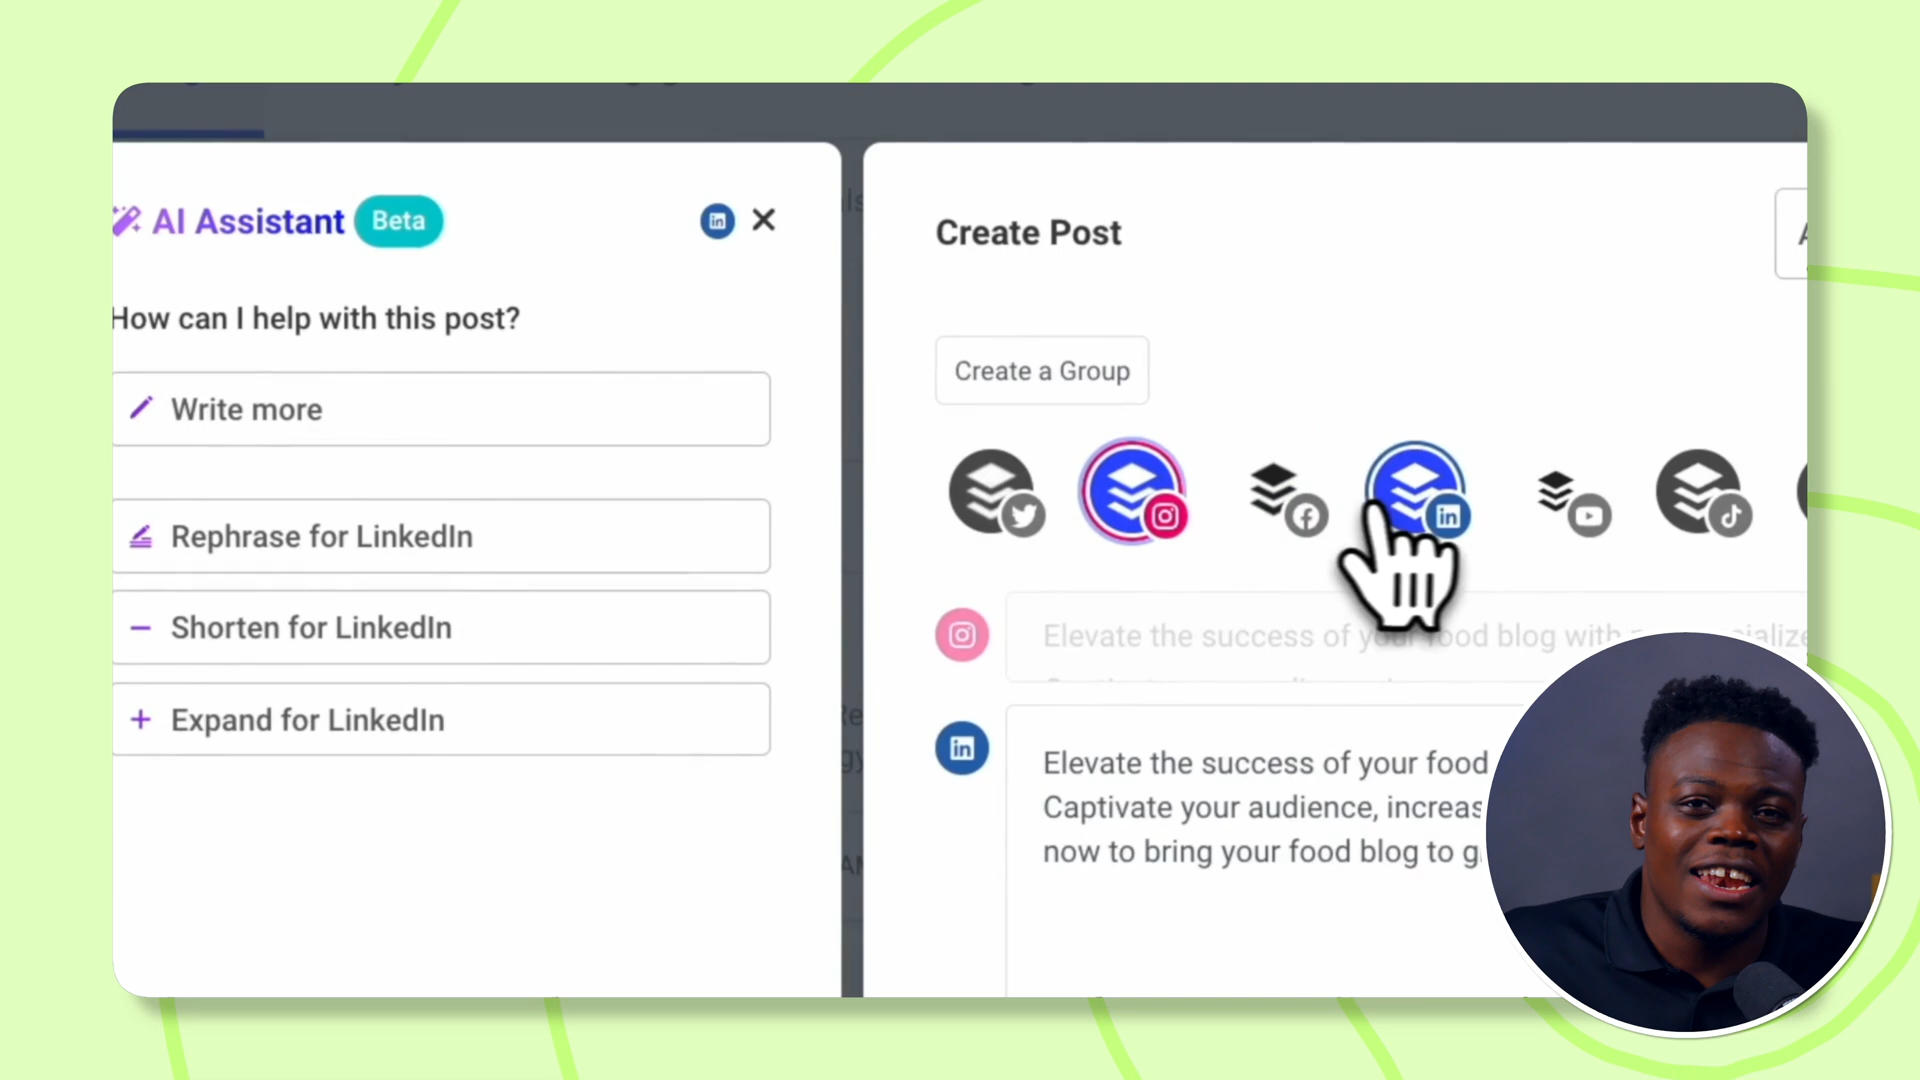 AI Assistant Beta
How can I help with this post?
Write more
Rephrase for LinkedIn
Shorten for LinkedIn
Expand for LinkedIn
Create Post
Create a Group
Elevate the success of your food blog with
Elevate the success of your food
Captivate your audience,
now to bring your food blog to